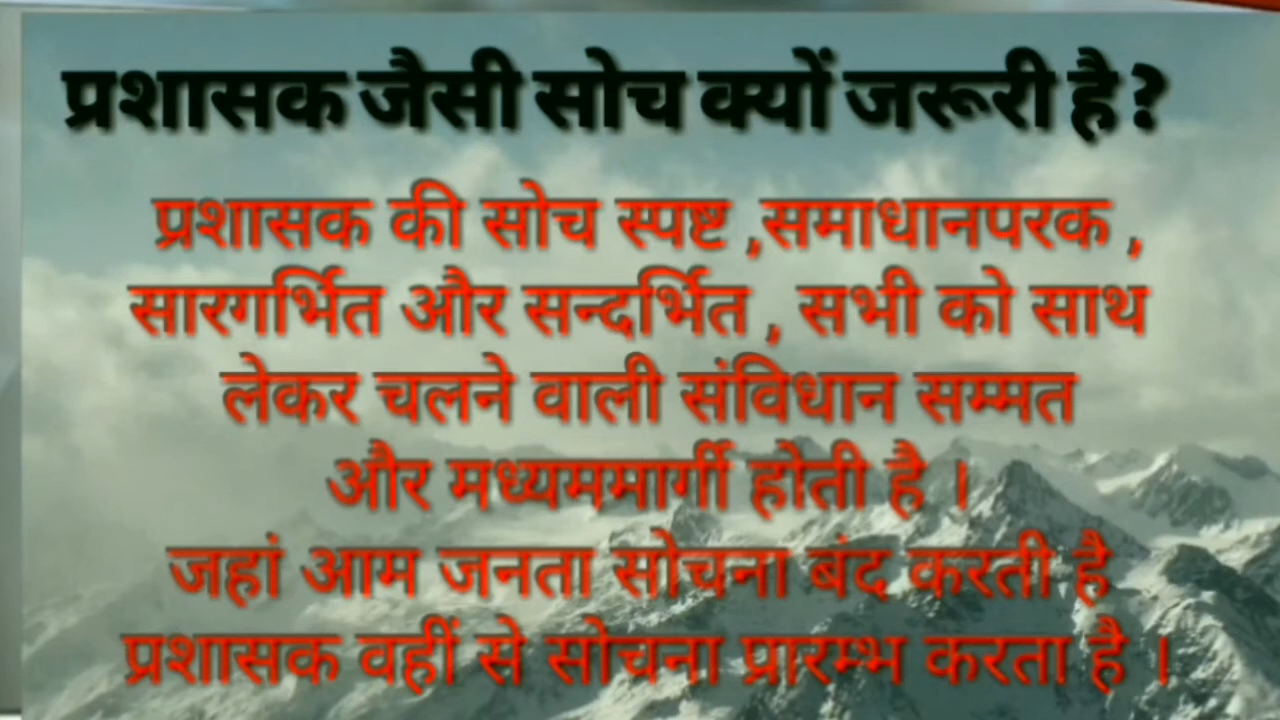 प्रशासक जैसी सोच क्यों जरूरी है ?
प्रशासक की सोच स्पष्ट ,समाधानपरक ,
सारगर्भित और सन्दर्भित , सभी को साथ
लेकर चलने वाली संविधान सम्मत
और मध्यममार्गी होती है ।
जहां आम जनता सोचना बंद करती है
प्रशासक वहीं से सोचना प्रारम्भ करता है ।